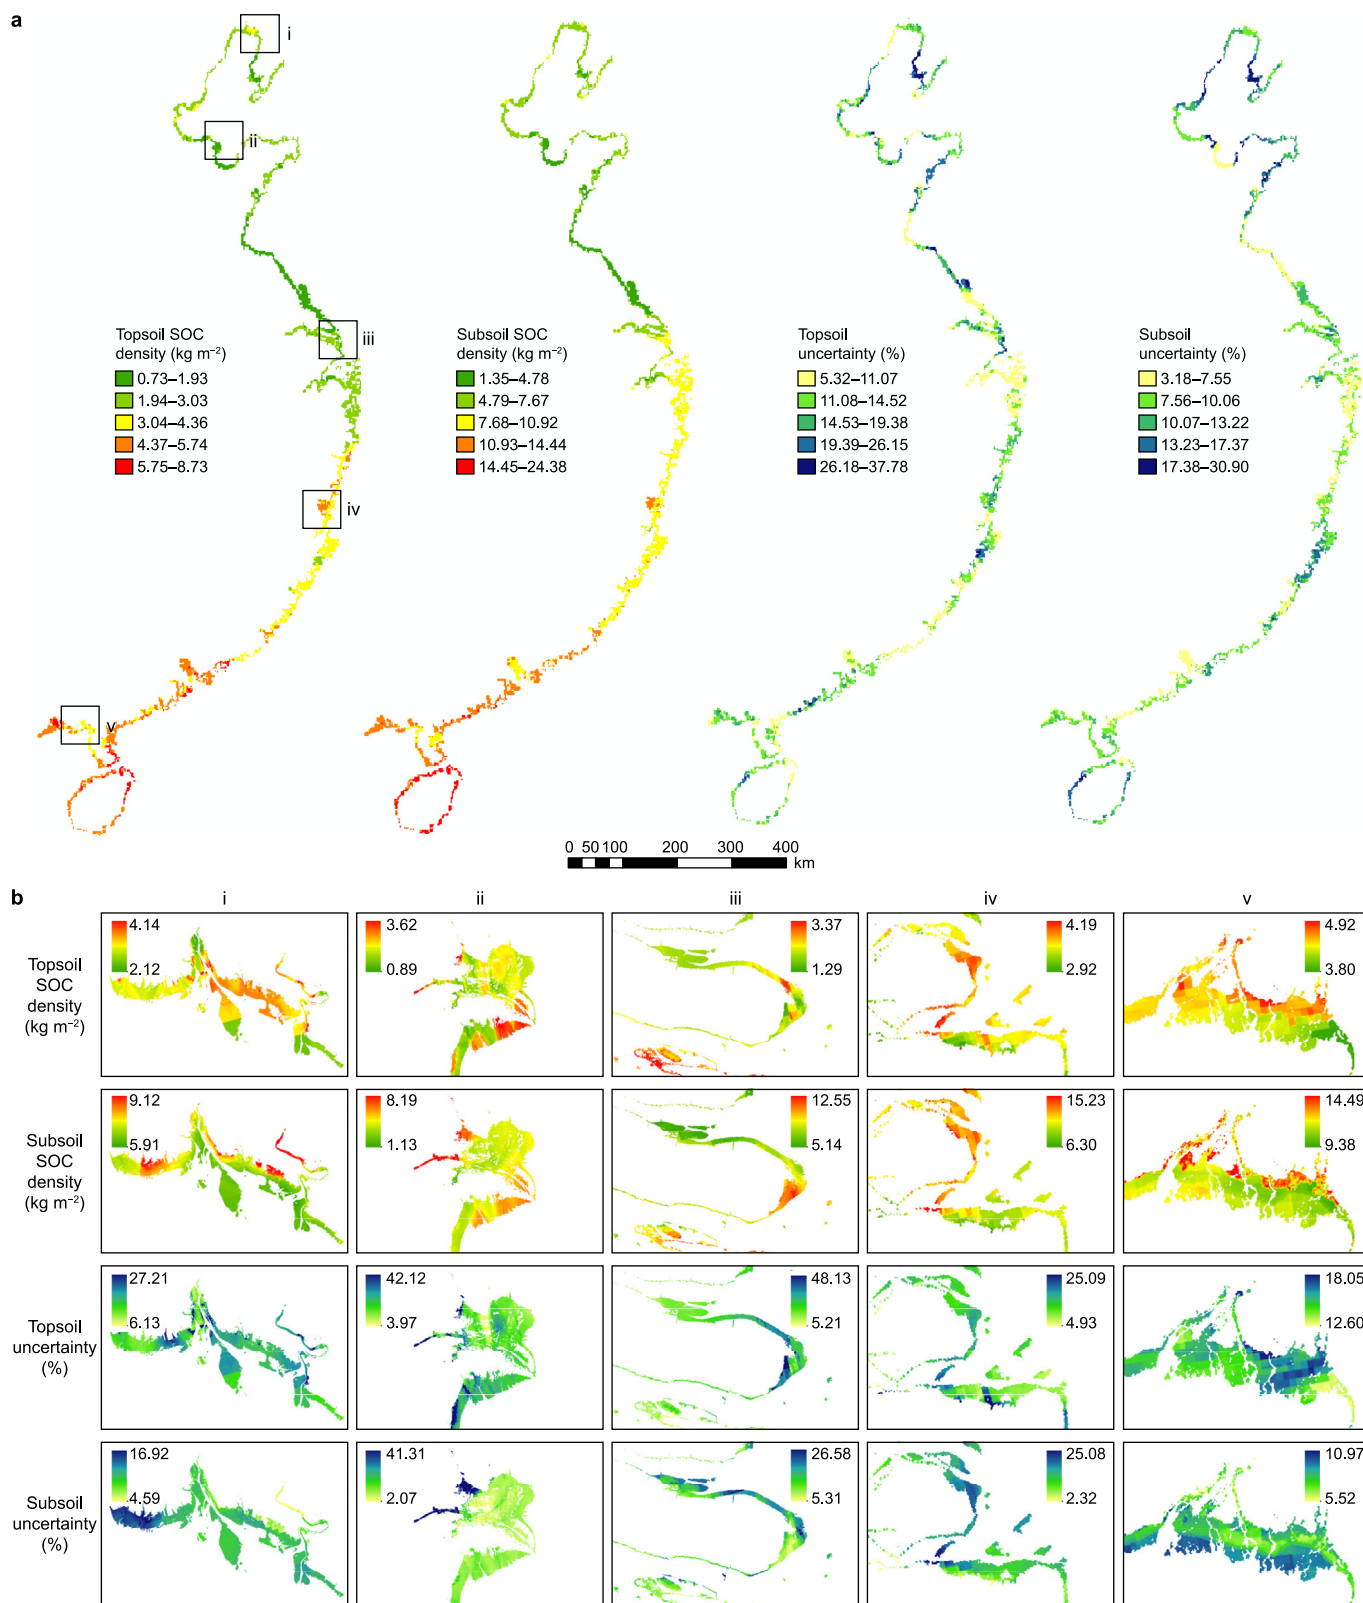 a
i
ii
iii
iv
v
Topsoil SOC
density (kg m⁻²)
0.73–1.93
1.94–3.03
3.04–4.36
4.37–5.74
5.75–8.73
Subsoil SOC
density (kg m⁻²)
1.35–4.78
4.79–7.67
7.68–10.92
10.93–14.44
14.45–24.38
Topsoil
uncertainty (%)
5.32–11.07
11.08–14.52
14.53–19.38
19.39–26.15
26.18–37.78
Subsoil
uncertainty (%)
3.18–7.55
7.56–10.06
10.07–13.22
13.23–17.37
17.38–30.90
0 50 100 200 300 400
km
b
i ii iii iv v
Topsoil
SOC
density
(kg m⁻²)
4.14
2.12
3.62
0.89
3.37
1.29
4.19
2.92
4.92
3.80
Subsoil
SOC
density
(kg m⁻²)
9.12
5.91
8.19
1.13
12.55
5.14
15.23
6.30
14.49
9.38
Topsoil
uncertainty
(%)
27.21
6.13
42.12
3.97
48.13
5.21
25.09
4.93
18.05
12.60
Subsoil
uncertainty
(%)
16.92
4.59
41.31
2.07
26.58
5.31
25.08
2.32
10.97
5.52